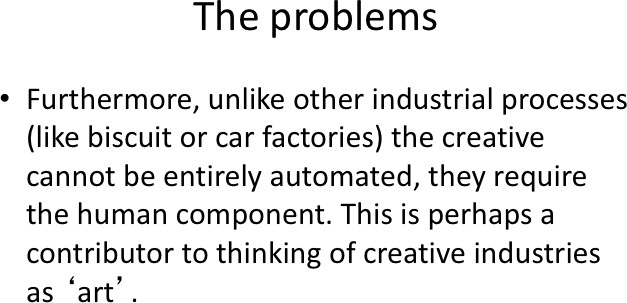 The problems
• Furthermore, unlike other industrial processes
(like biscuit or car factories) the creative
cannot be entirely automated, they require
the human component. This is perhaps a
contributor to thinking of creative industries
as ‘art’.